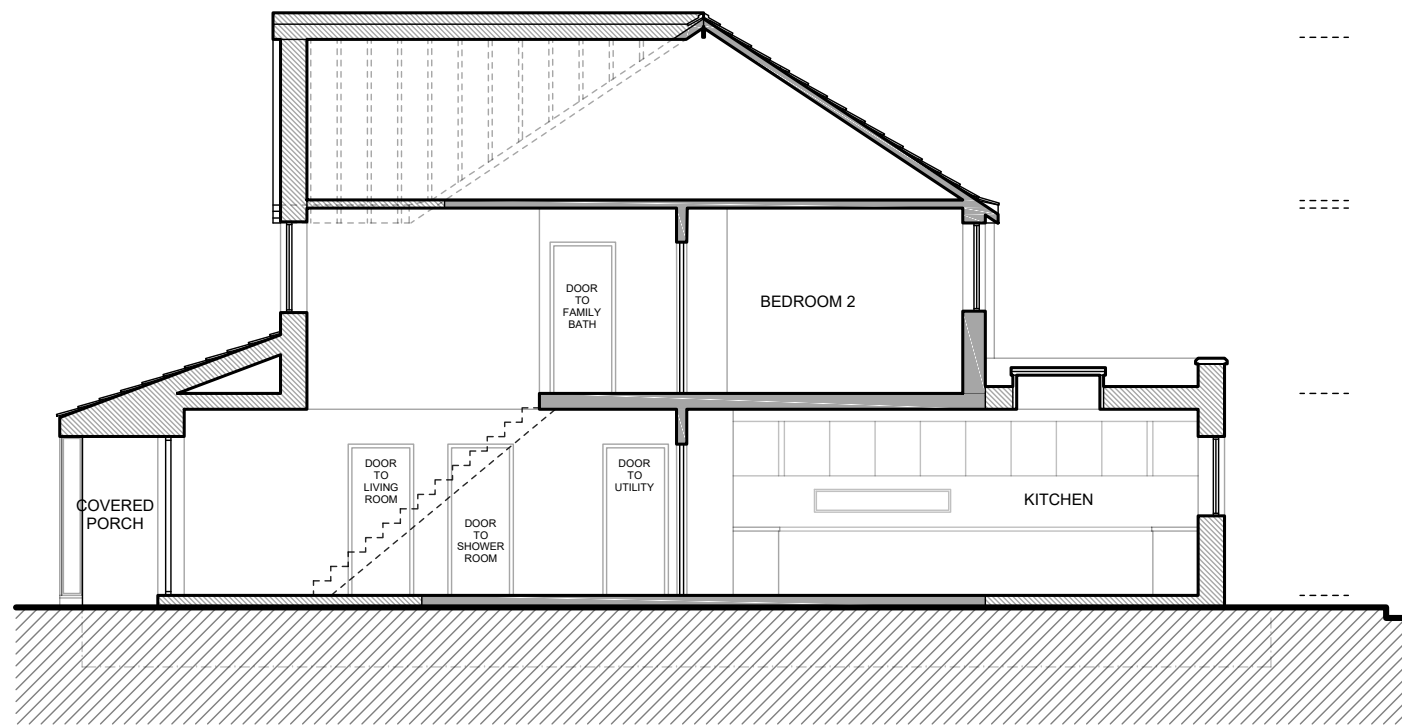 DOOR
TO
FAMILY
BATH
BEDROOM 2
COVERED
PORCH
DOOR
TO
LIVING
ROOM
DOOR
TO
SHOWER
ROOM
DOOR
TO
UTILITY
KITCHEN